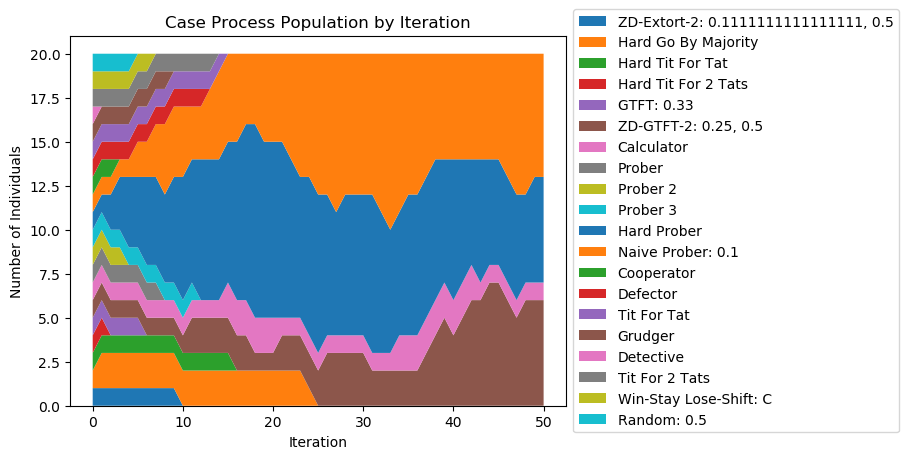 Case Process Population by Iteration
Number of Individuals
20.0
17.5
15.0
12.5
10.0
7.5
5.0
2.5
0.0
0 10 20 30 40 50
Iteration
ZD-Extort-2: 0.1111111111111111, 0.5
Hard Go By Majority
Hard Tit For Tat
Hard Tit For 2 Tats
GTFT: 0.33
ZD-GTFT-2: 0.25, 0.5
Calculator
Prober
Prober 2
Prober 3
Hard Prober
Naive Prober: 0.1
Cooperator
Defector
Tit For Tat
Grudger
Detective
Tit For 2 Tats
Win-Stay Lose-Shift: C
Random: 0.5